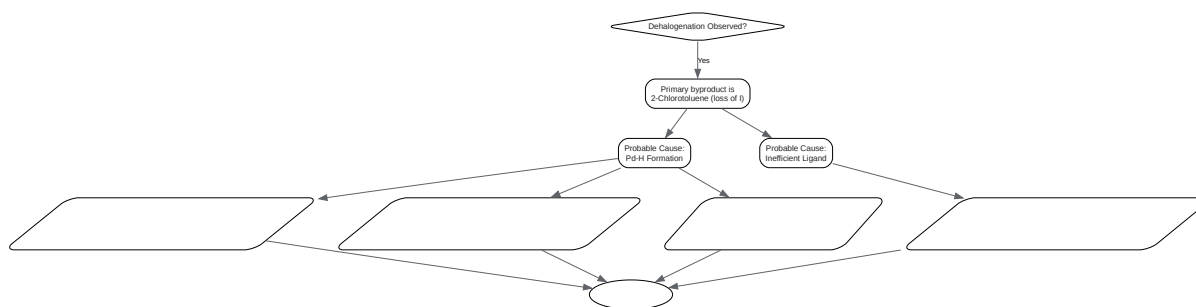 Dehalogenation Observed?
Yes
Primary byproduct is
2-Chlorotoluene (loss of I)
Probable Cause:
Pd-H Formation
Probable Cause:
Inefficient Ligand